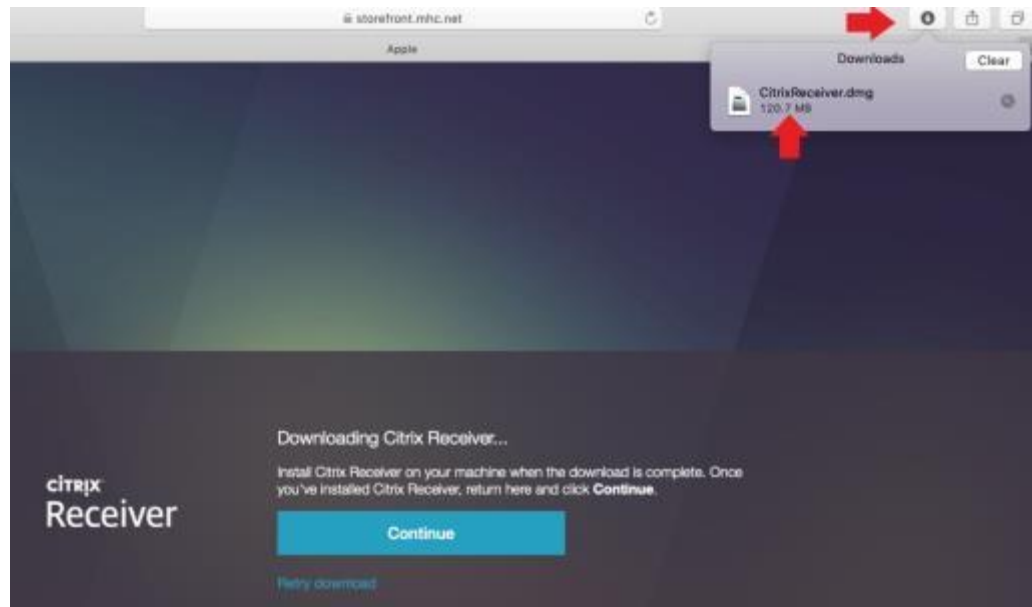 storefront.mhc.net
Apple
Downloads
Clear
CitrixReceiver.dmg
120.7 MB
Downloading Citrix Receiver...
Install Citrix Receiver on your machine when the download is complete. Once
you've installed Citrix Receiver, return here and click Continue.
CİTRIX
Receiver
Continue
Retry download